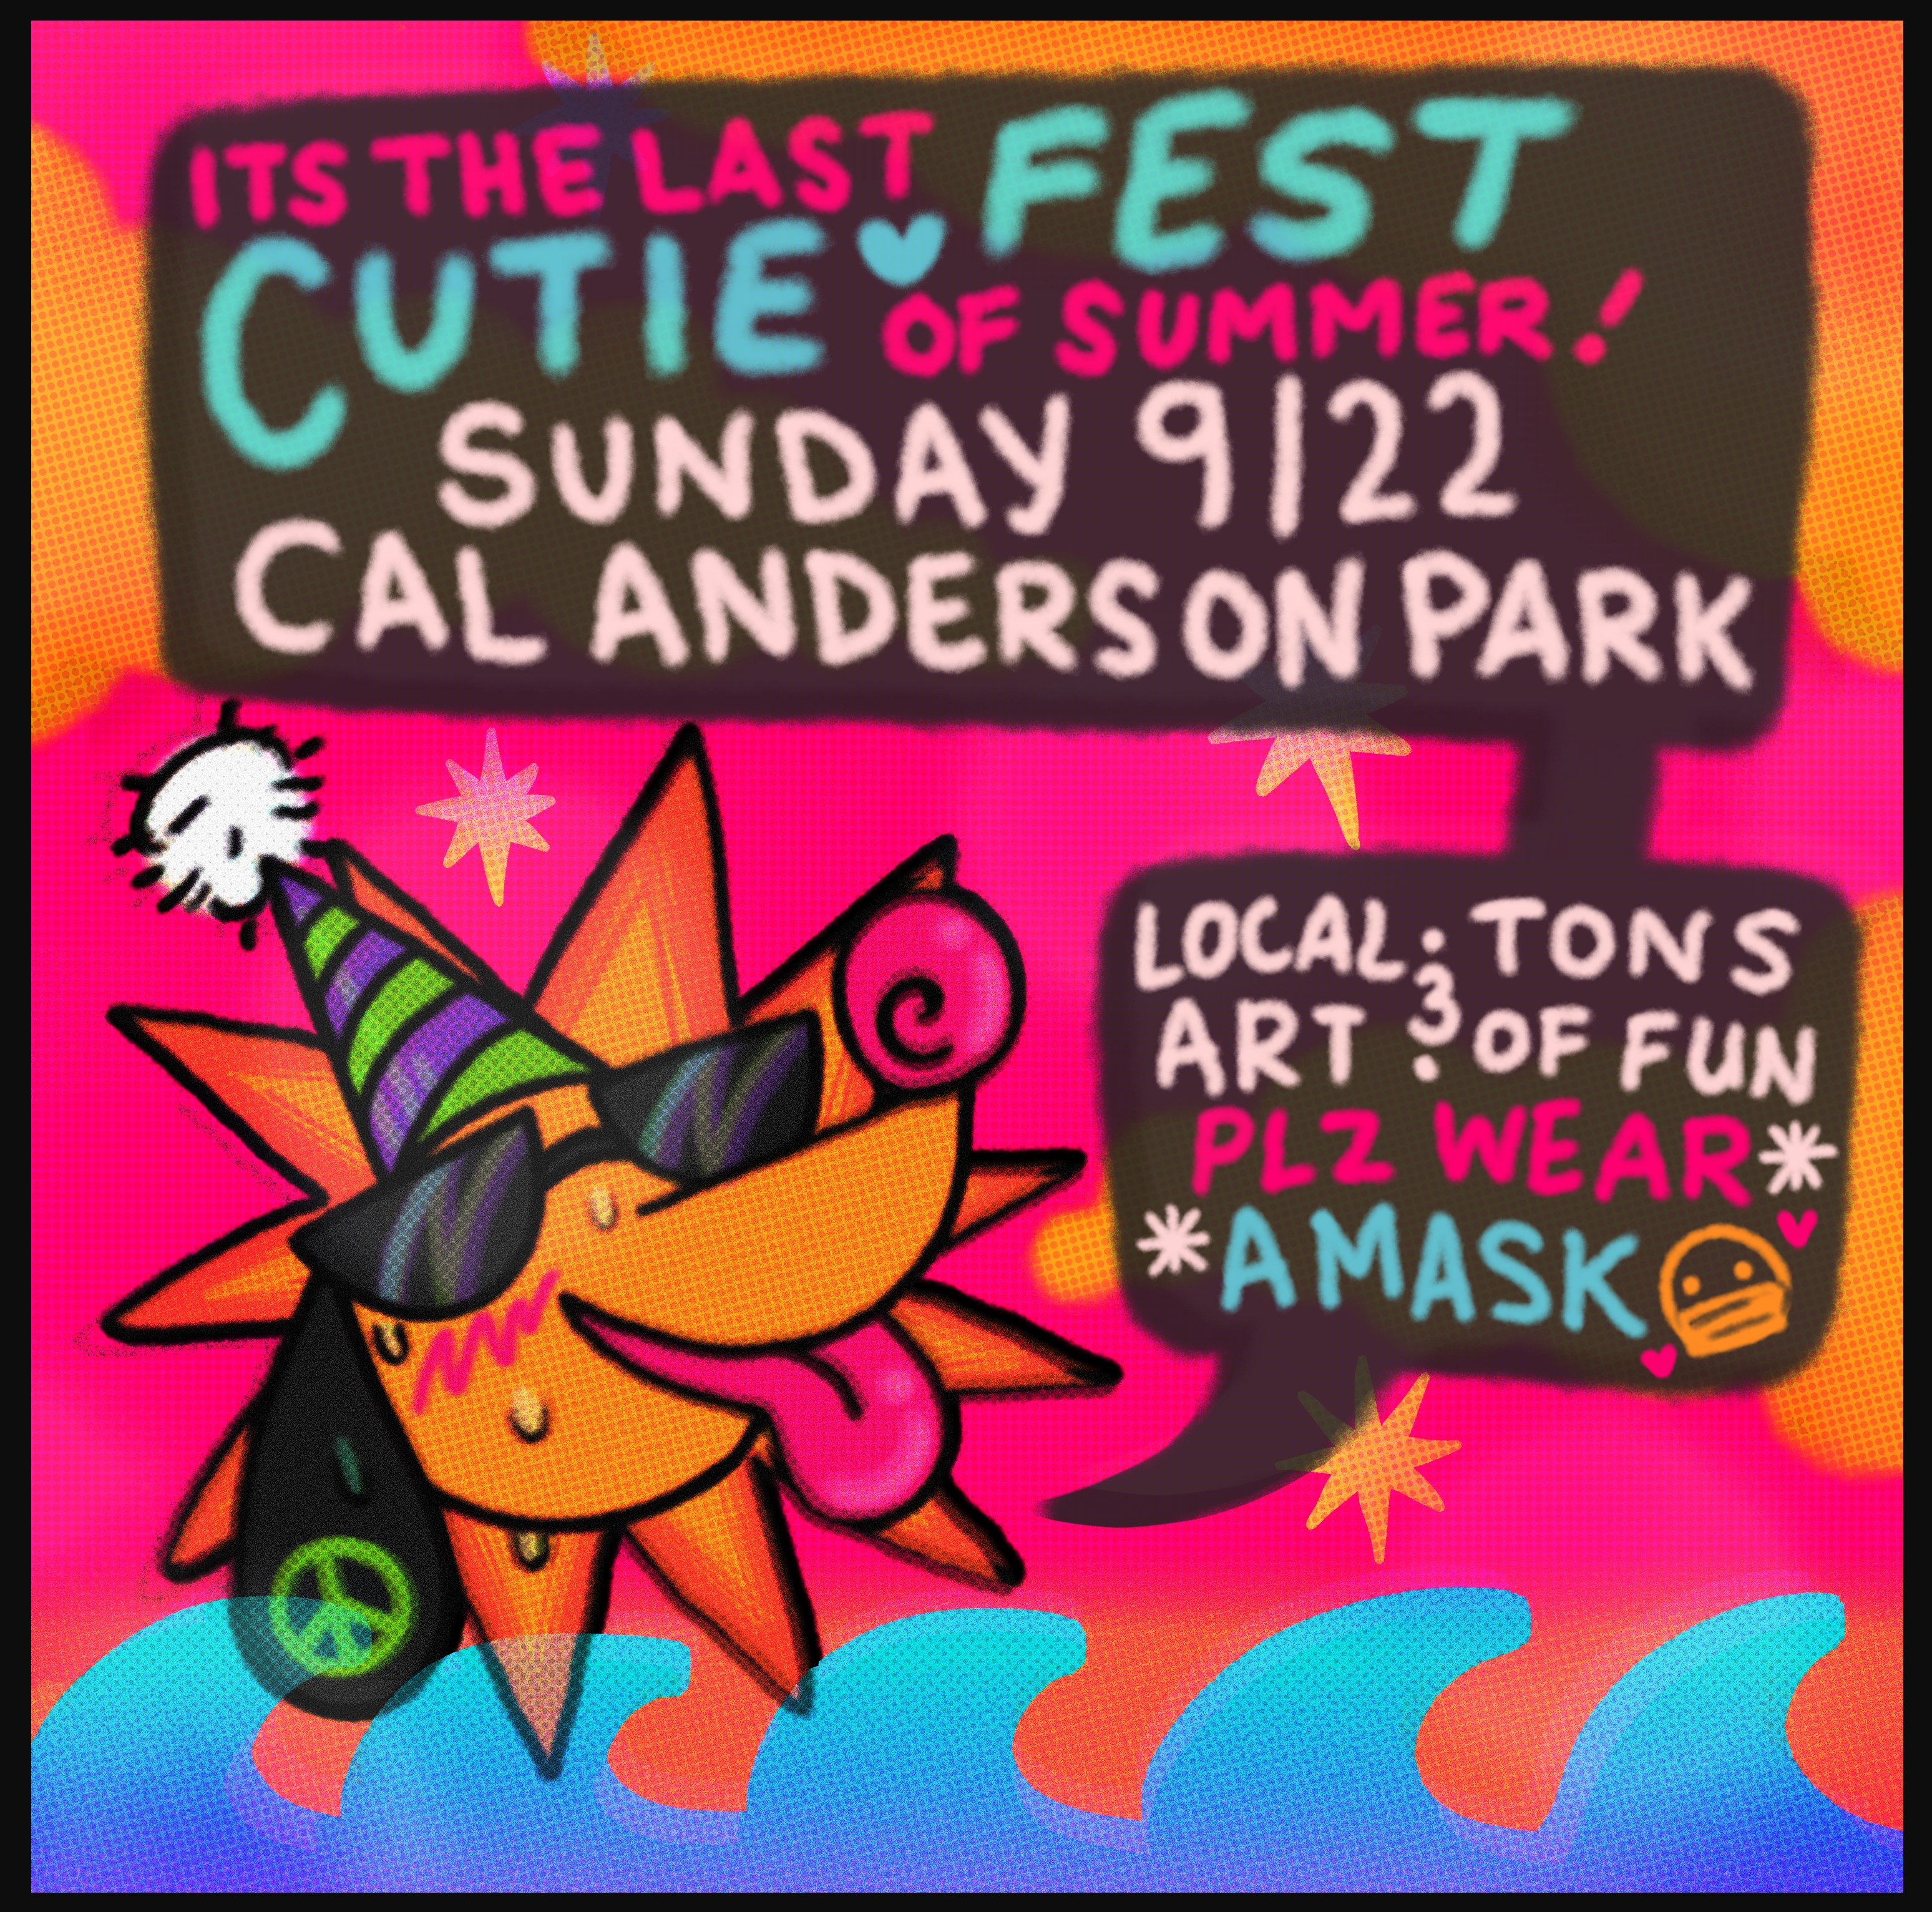 ITS THE LAST
CUTIE FEST
OF SUMMER!
SUNDAY 9/22
CAL ANDERSON PARK
LOCAL ART & TONS OF FUN
PLZ WEAR
A MASK